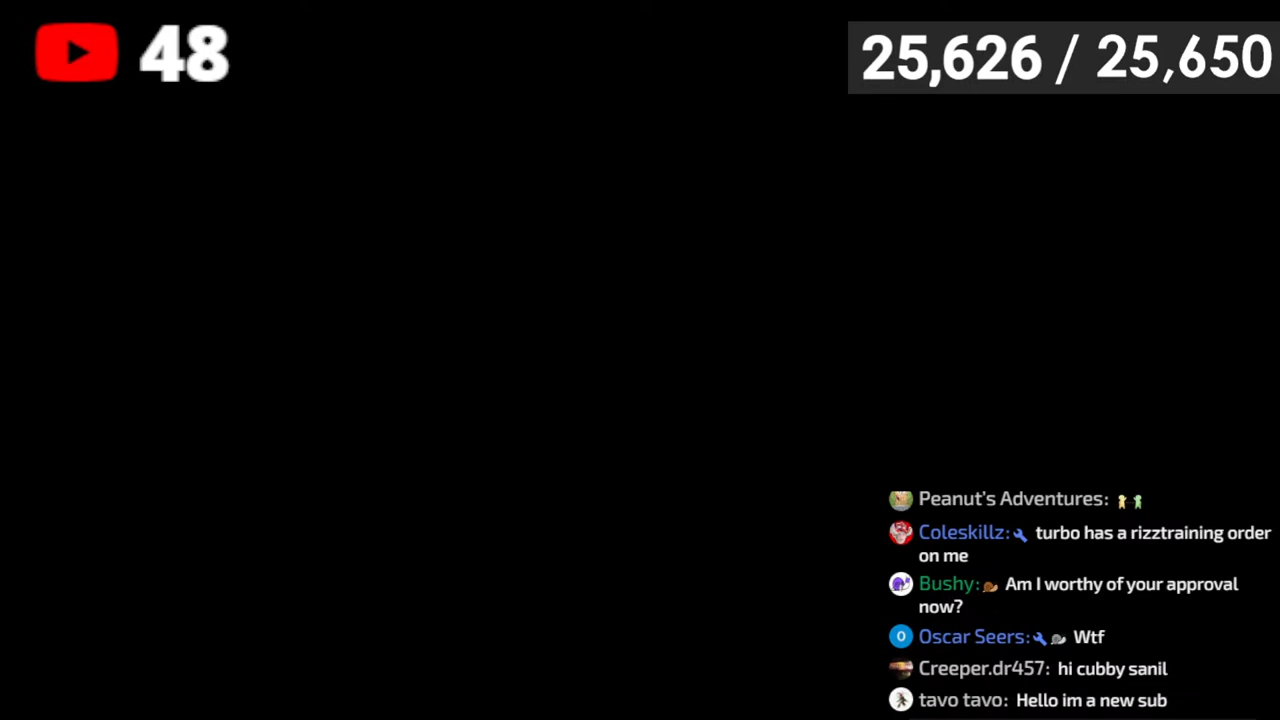 48
25,626 / 25,650
Peanut's Adventures:
Coleskillz: turbo has a rizztraining order
on me
Bushy: Am I worthy of your approval
now?
O
Oscar Seers: Wtf
Creeper.dr457: hi cubby sanil
tavo tavo: Hello im a new sub